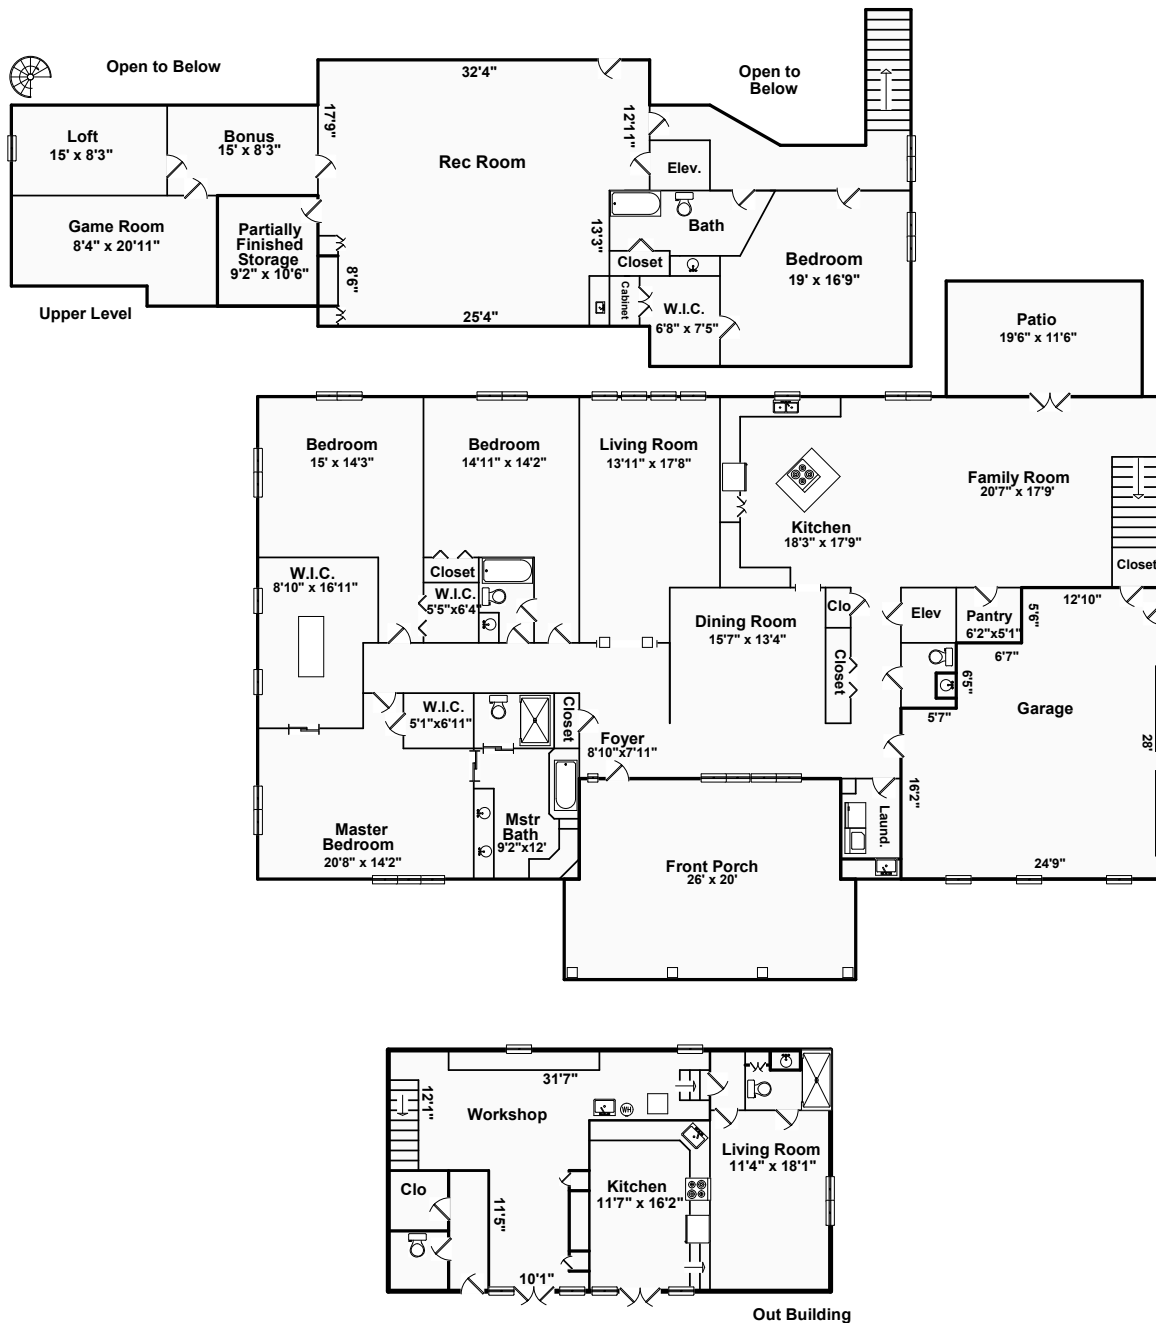 Open to Below
32'4"
Open to
Below
Loft
15' x 8'3"
Bonus
15' x 8'3"
17'9"
12'11"
Rec Room
Elev.
Game Room
8'4" x 20'11"
Partially
Finished
Storage
9'2" x 10'6"
Bath
13'3"
Closet
Bedroom
19' x 16'9"
8'6"
Cabinet
W.I.C.
6'8" x 7'5"
25'4"
Upper Level
Patio
19'6" x 11'6"
Bedroom
15' x 14'3"
Bedroom
14'11" x 14'2"
Living Room
13'11" x 17'8"
Family Room
20'7" x 17'9'
Kitchen
18'3" x 17'9"
W.I.C.
8'10" x 16'11"
Closet
W.I.C.
5'5"x6'4"
Closet
Dining Room
15'7" x 13'4"
Clo
Elev
Pantry
6'2"x5'1"
5'6"
12'10"
6'7"
Closet
6'5"
5'7"
Garage
28'
W.I.C.
5'1"x6'11"
Closet
Foyer
8'10"x7'11"
16'2"
Laund.
Master
Bedroom
20'8" x 14'2"
Mstr
Bath
9'2"x12'
Front Porch
26' x 20'
24'9"
31'7"
12'1"
Workshop
WH
Living Room
11'4" x 18'1"
Clo
11'5"
Kitchen
11'7" x 16'2"
10'1"
Out Building